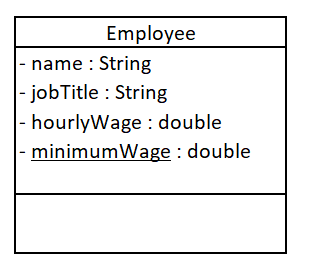 Employee
- name : String
- jobTitle : String
- hourlyWage : double
- minimumWage : double